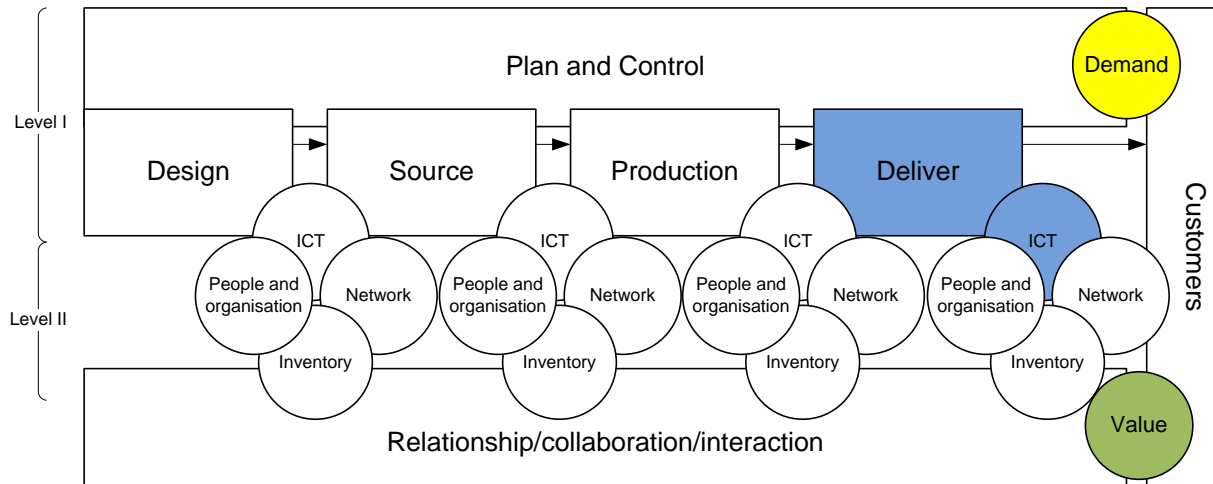 Plan and Control
Demand
Level I
Design
Source
Production
Deliver
Customers
ICT
ICT
ICT
ICT
People and
organisation
Network
People and
organisation
Network
People and
organisation
Network
People and
organisation
Network
Level II
Inventory
Inventory
Inventory
Inventory
Value
Relationship/collaboration/interaction